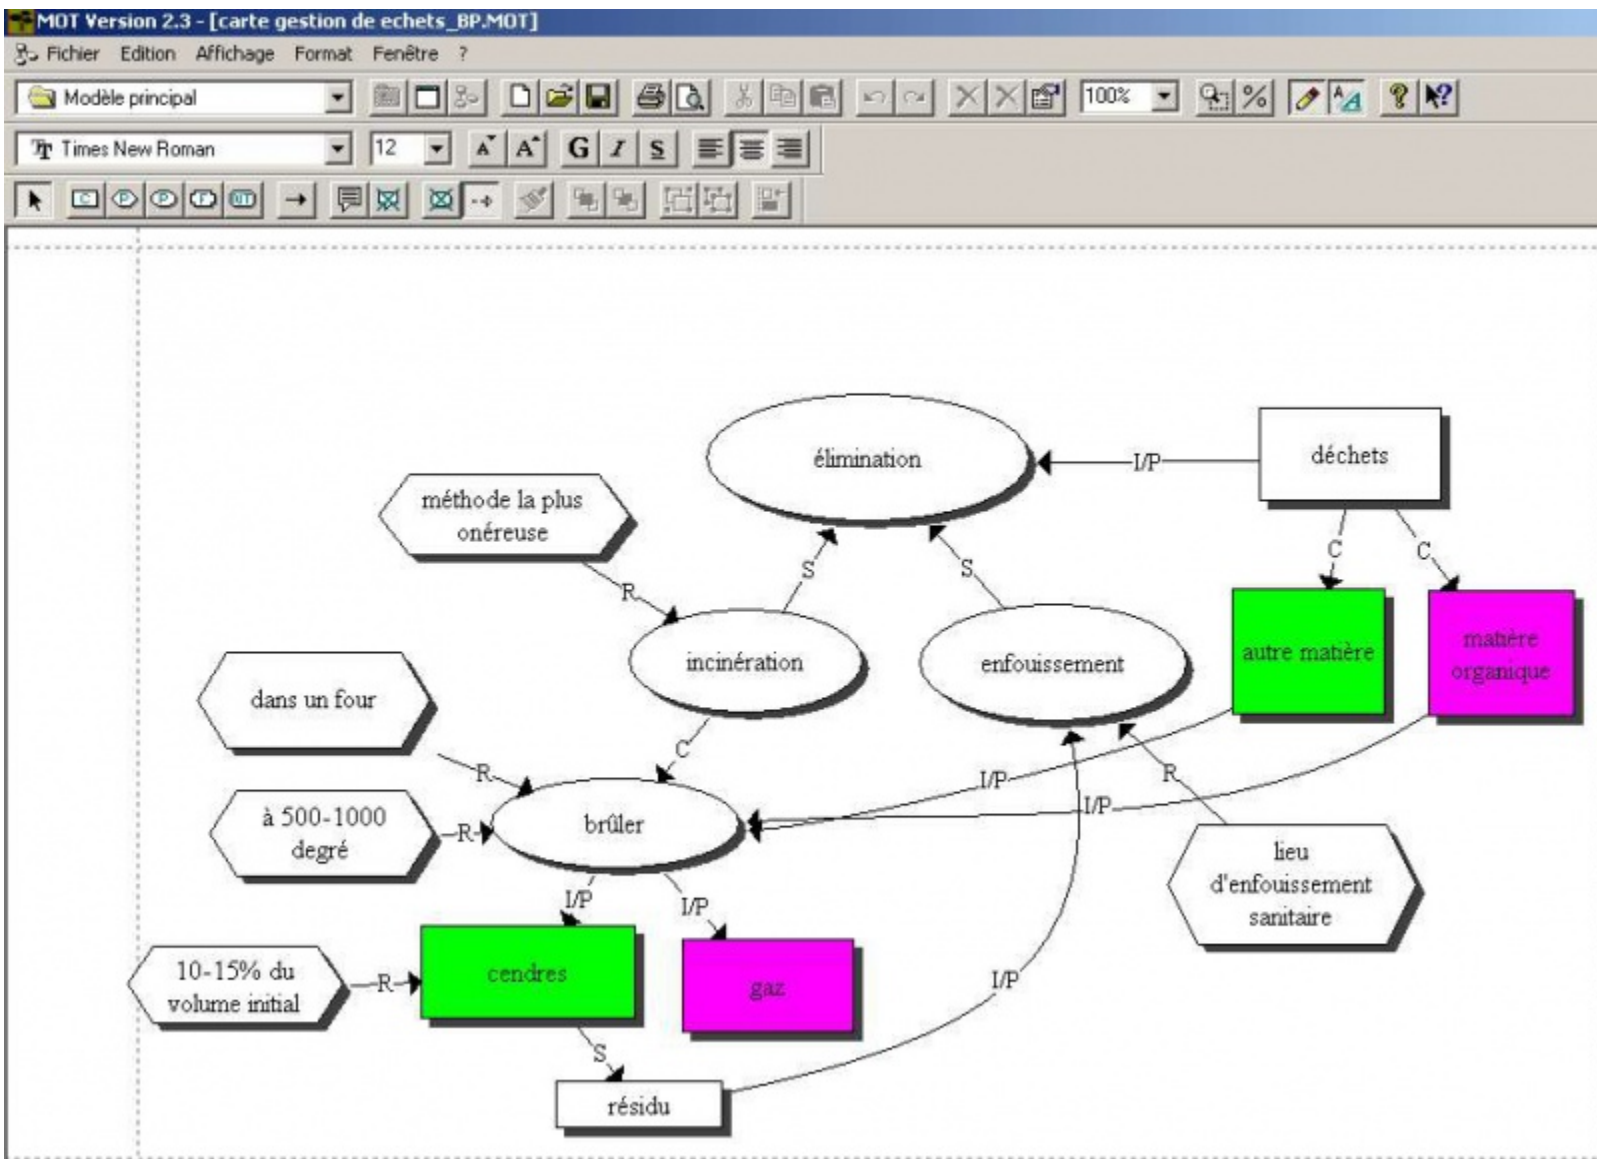 MOT Version 2.3 - [carte gestion de echets_BP.MOT]
Fichier Edition Affichage Format Fenêtre ?
Modèle principal 100%
Times New Roman 12 A A G I S
C P P F NT
élimination
I/P
déchets
méthode la plus
onéreuse
R
S
S
C
C
incinération
enfouissement
autre matière
matière
organique
dans un four
R
C
I/P
R
I/P
à 500-1000
degré
R
brûler
lieu
d'enfouissement
sanitaire
I/P
I/P
10-15% du
volume initial
R
cendres
gaz
I/P
S
résidu